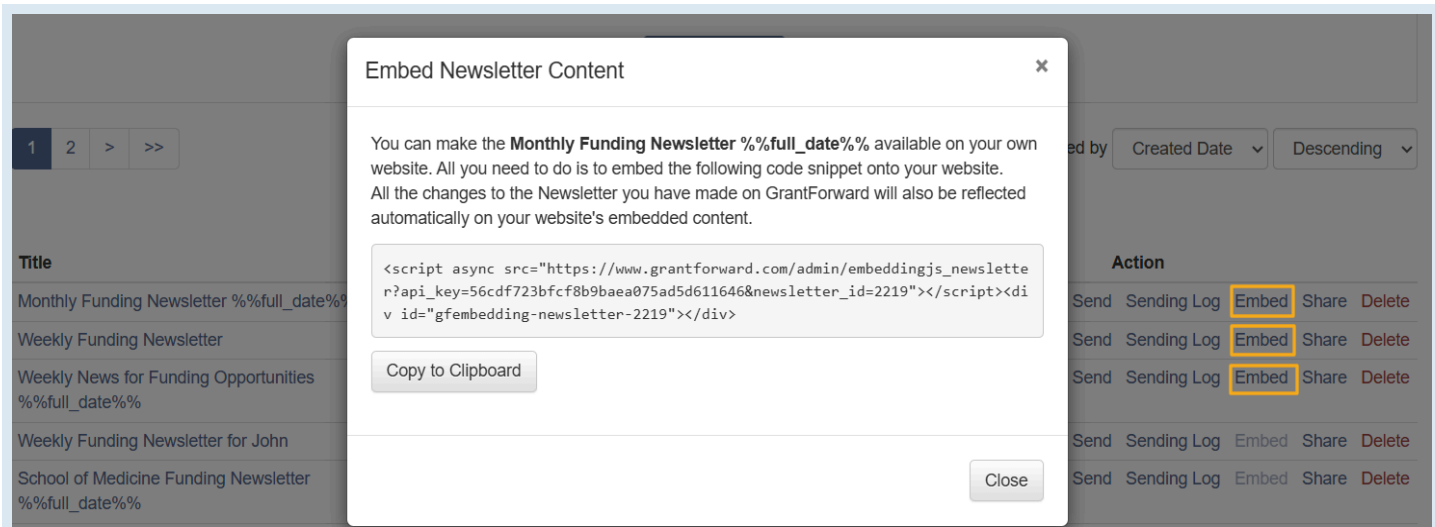 Embed Newsletter Content ×
You can make the Monthly Funding Newsletter %%full_date%% available on your own
website. All you need to do is to embed the following code snippet onto your website.
All the changes to the Newsletter you have made on GrantForward will also be reflected
automatically on your website's embedded content.
<script async src="https://www.grantforward.com/admin/embeddingjs_newslette
r?api_key=56cdf723bfcf8b9baea075ad5d611646&newsletter_id=2219"></script><di
v id="gfembedding-newsletter-2219"></div>
Copy to Clipboard
Close
1 2 > >>
ed by Created Date Descending
Title Action
Monthly Funding Newsletter %%full_date%% Send Sending Log Embed Share Delete
Weekly Funding Newsletter Send Sending Log Embed Share Delete
Weekly News for Funding Opportunities Send Sending Log Embed Share Delete
%%full_date%%
Weekly Funding Newsletter for John Send Sending Log Embed Share Delete
School of Medicine Funding Newsletter Send Sending Log Embed Share Delete
%%full_date%%